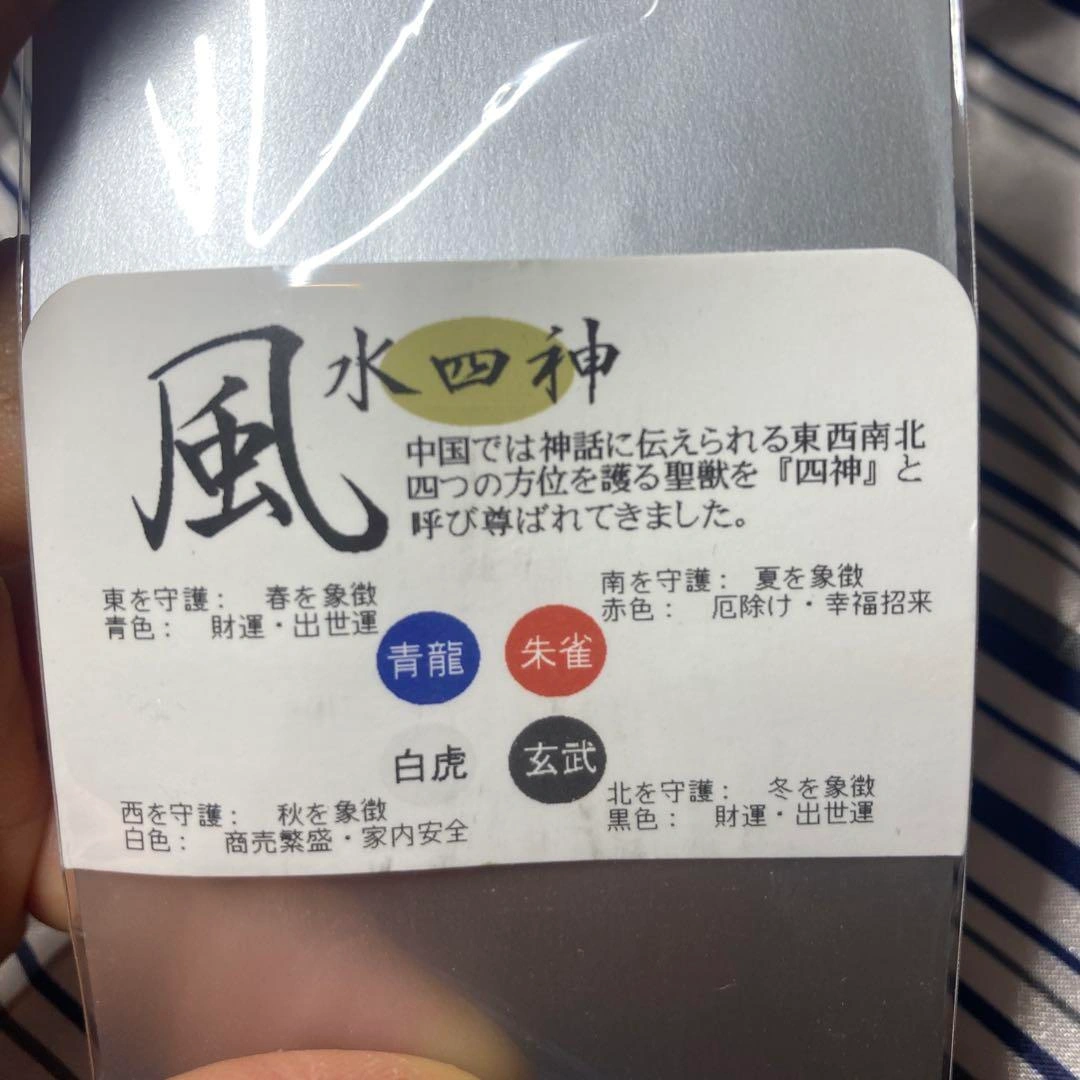 風水四神
中国では神話に伝えられる東西南北
四つの方位を護る聖獣を『四神』と
呼び尊ばれてきました。
東を守護： 春を象徴
青色： 財運・出世運
青龍
南を守護： 夏を象徴
赤色： 厄除け・幸福招来
朱雀
白虎
西を守護： 秋を象徴
白色： 商売繁盛・家内安全
玄武
北を守護： 冬を象徴
黒色： 財運・出世運